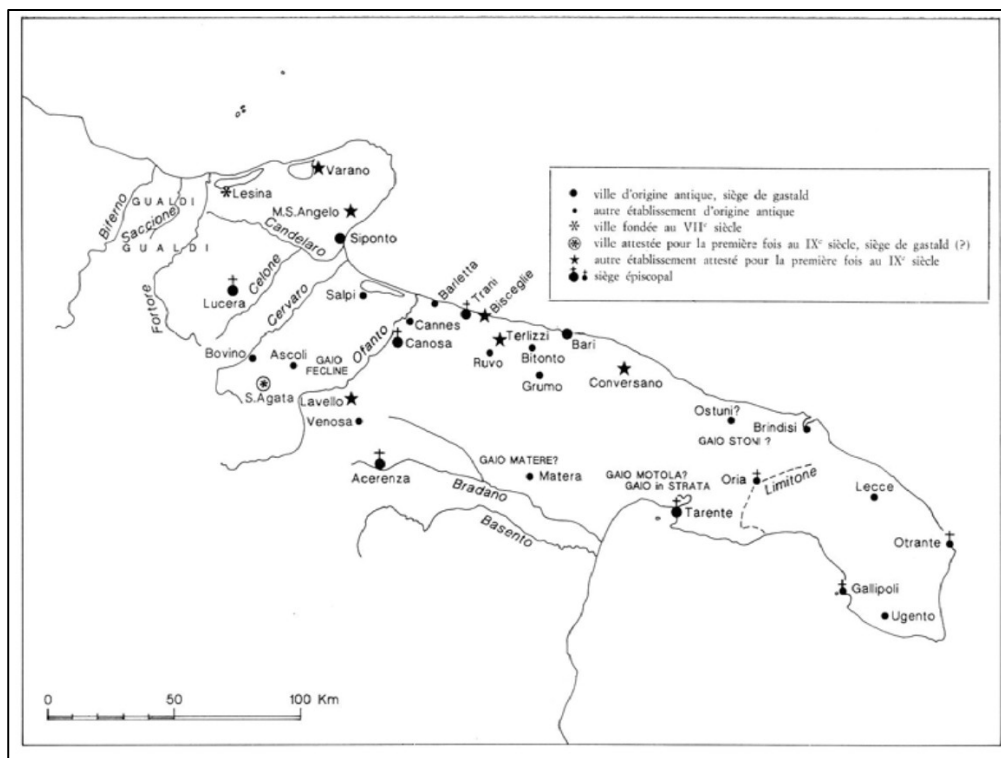 ville d'origine antique, siège de gastald
autre établissement d'origine antique
ville fondée au VIIe siècle
ville attestée pour la première fois au IXe siècle, siège de gastald (?)
autre établissement attesté pour la première fois au IXe siècle
siège épiscopal
Varano
Lesina
GUALDI
Biferno
Saccione
M.S.Angelo
Candelaro
Siponto
GUALDI
Celone
Lucera
Cervaro
Salpi
Fortore
Barletta
Trani
Bisceglie
Cannes
Canosa
Ofanto
Terlizzi
Bari
Ruvo
Bitonto
Grumo
Bovino
Ascoli
GAIO
FECLINE
S.Agata
Lavello
Conversano
Venosa
Ostuni?
Brindisi
GAIO STONI ?
Acerenza
GAIO MATERE?
Matera
Bradano
GAIO MOTOLA?
GAIO in STRATA
Oria
Limitone
Lecce
Tarente
Basento
Otrante
Gallipoli
Ugento
0 50 100 Km